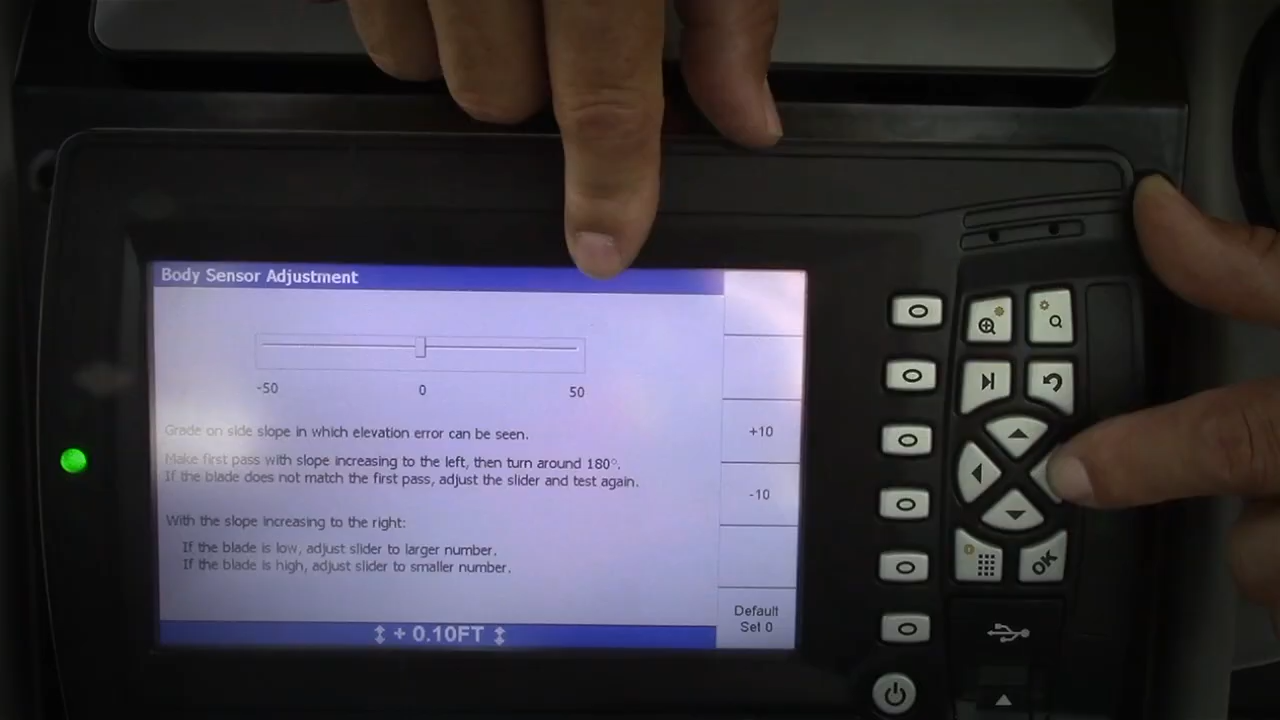 Body Sensor Adjustment
-50 0 50
Grade on side slope in which elevation error can be seen.
Make first pass with slope increasing to the left, then turn around 180°.
If the blade does not match the first pass, adjust the slider and test again.
With the slope increasing to the right:
If the blade is low, adjust slider to larger number.
If the blade is high, adjust slider to smaller number.
+ 0.10FT
+10
-10
Default
Set 0
OK